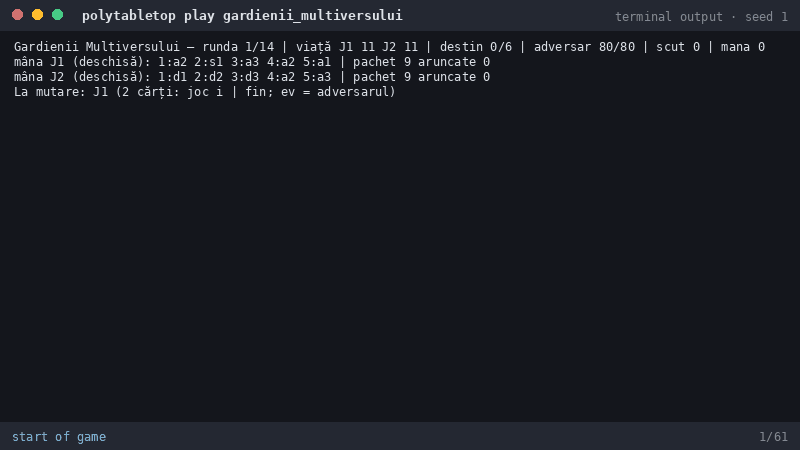 polytabletop play gardienii_multiversului
terminal output · seed 1
Gardienii Multiversului — runda 1/14 | viață J1 11 J2 11 | destin 0/6 | adversar 80/80 | scut 0 | mana 0
mâna J1 (deschisă): 1:a2 2:s1 3:a3 4:a2 5:a1 | pachet 9 aruncate 0
mâna J2 (deschisă): 1:d1 2:d2 3:d3 4:a2 5:a3 | pachet 9 aruncate 0
La mutare: J1 (2 cărți: joc i | fin; ev = adversarul)
start of game
1/61